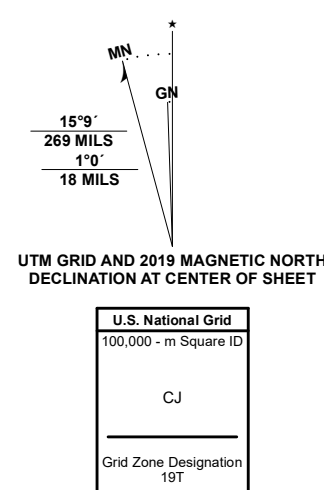 ★
MN
GN
15°9´
269 MILS
1°0´
18 MILS
UTM GRID AND 2019 MAGNETIC NORTH
DECLINATION AT CENTER OF SHEET
U.S. National Grid
100,000 - m Square ID
CJ
Grid Zone Designation
19T